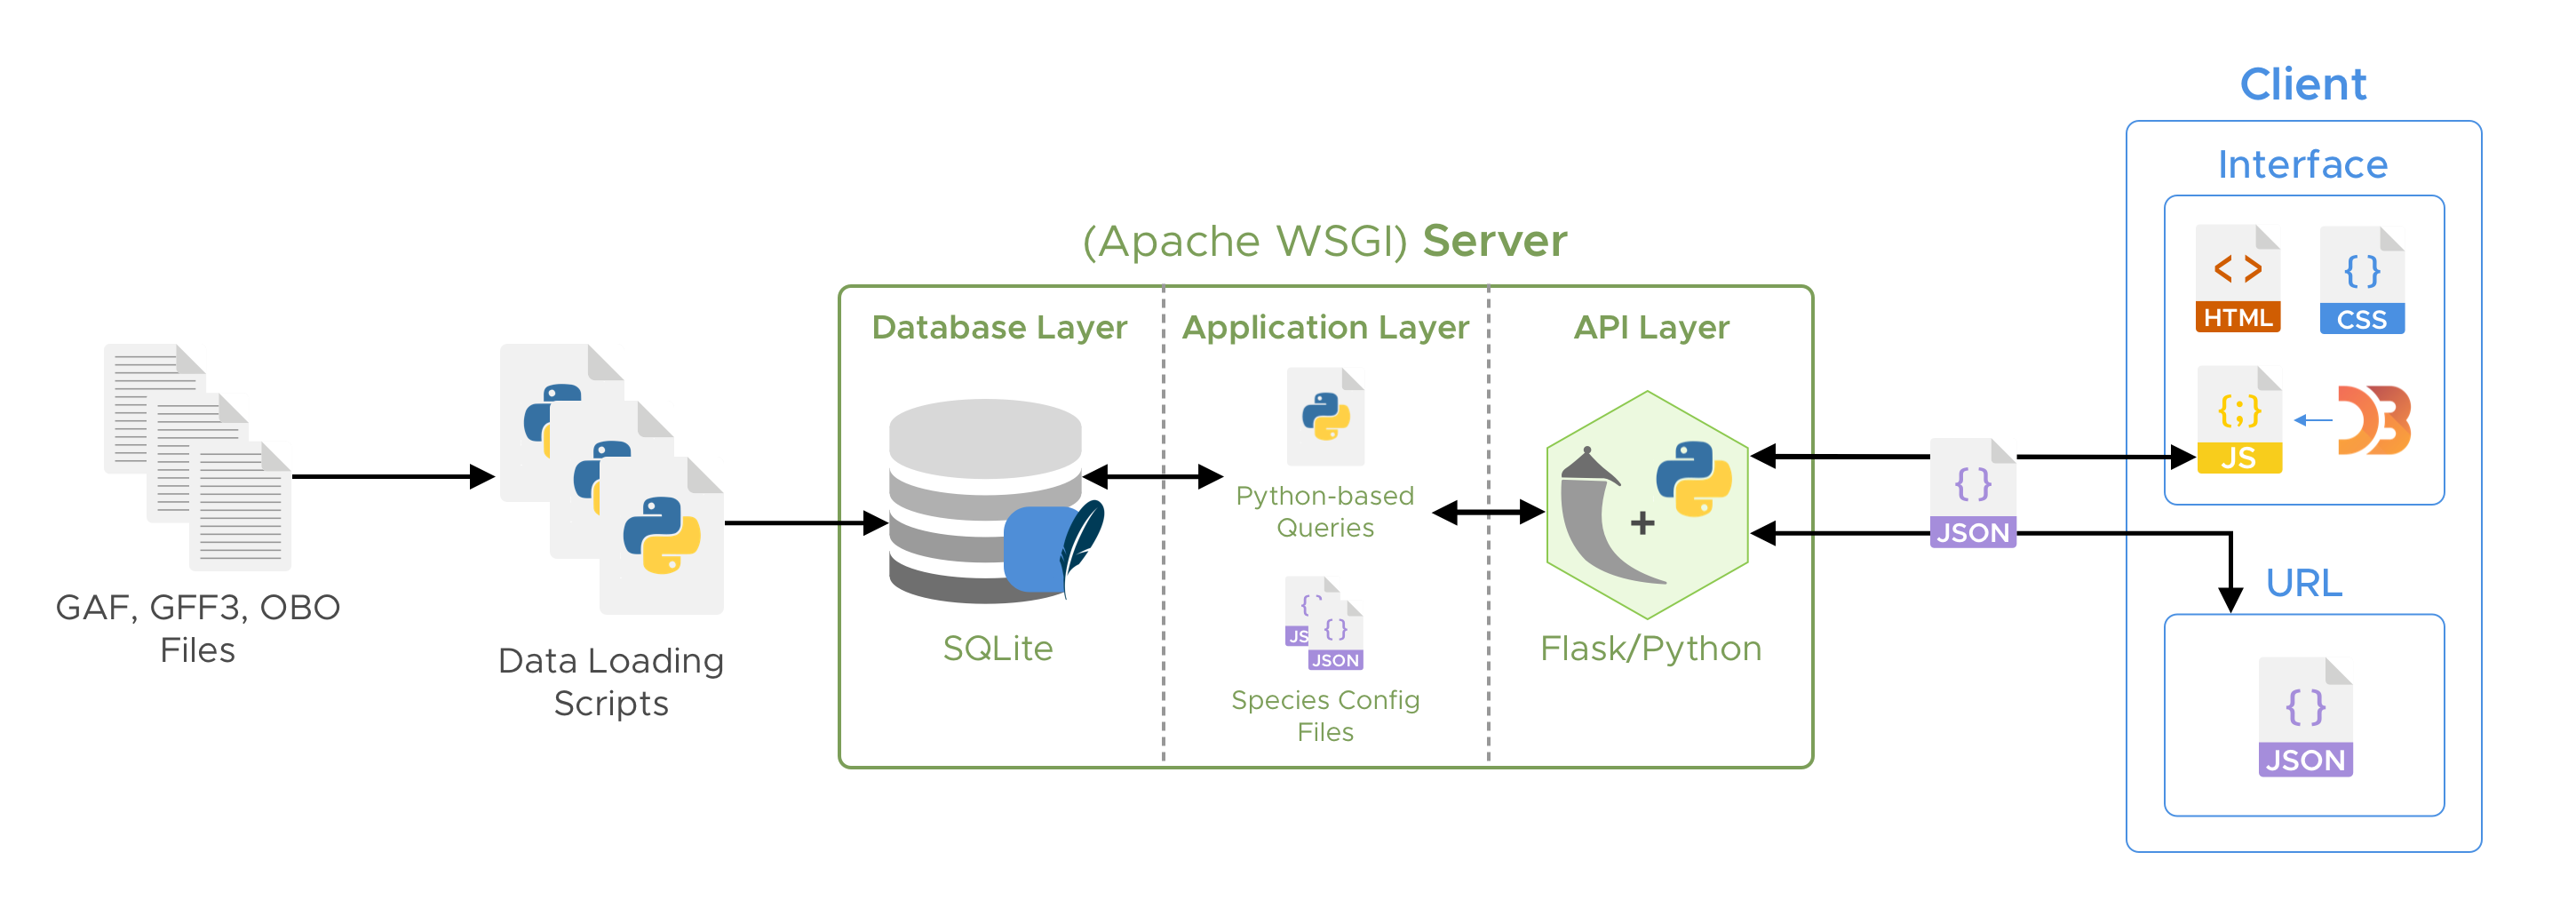 GAF, GFF3, OBO
Files
Data Loading
Scripts
(Apache WSGI) Server
Database Layer
SQLite
Application Layer
Python-based
Queries
{ }
JS
{ }
JSON
Species Config
Files
API Layer
+
Flask/Python
{ }
JSON
Client
Interface
< >
HTML
{ }
CSS
{;}
JS
D3
URL
{ }
JSON